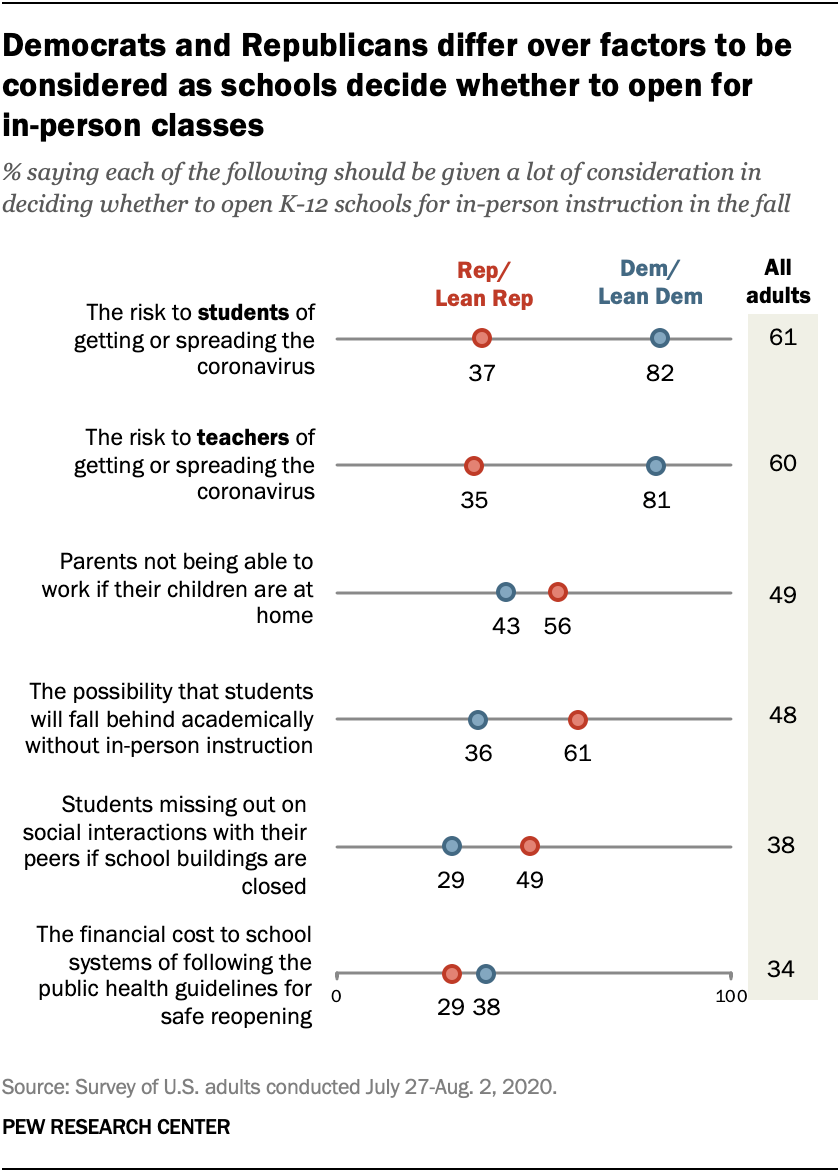 Democrats and Republicans differ over factors to be
considered as schools decide whether to open for
in-person classes
% saying each of the following should be given a lot of consideration in
deciding whether to open K-12 schools for in-person instruction in the fall
Rep/
Lean Rep
Dem/
Lean Dem
All
adults
The risk to students of
getting or spreading the
coronavirus
37
82
61
The risk to teachers of
getting or spreading the
coronavirus
35
81
60
Parents not being able to
work if their children are at
home
43
56
49
The possibility that students
will fall behind academically
without in-person instruction
36
61
48
Students missing out on
social interactions with their
peers if school buildings are
closed
29
49
38
The financial cost to school
systems of following the
public health guidelines for
safe reopening
0
29
38
100
34
Source: Survey of U.S. adults conducted July 27-Aug. 2, 2020.
PEW RESEARCH CENTER